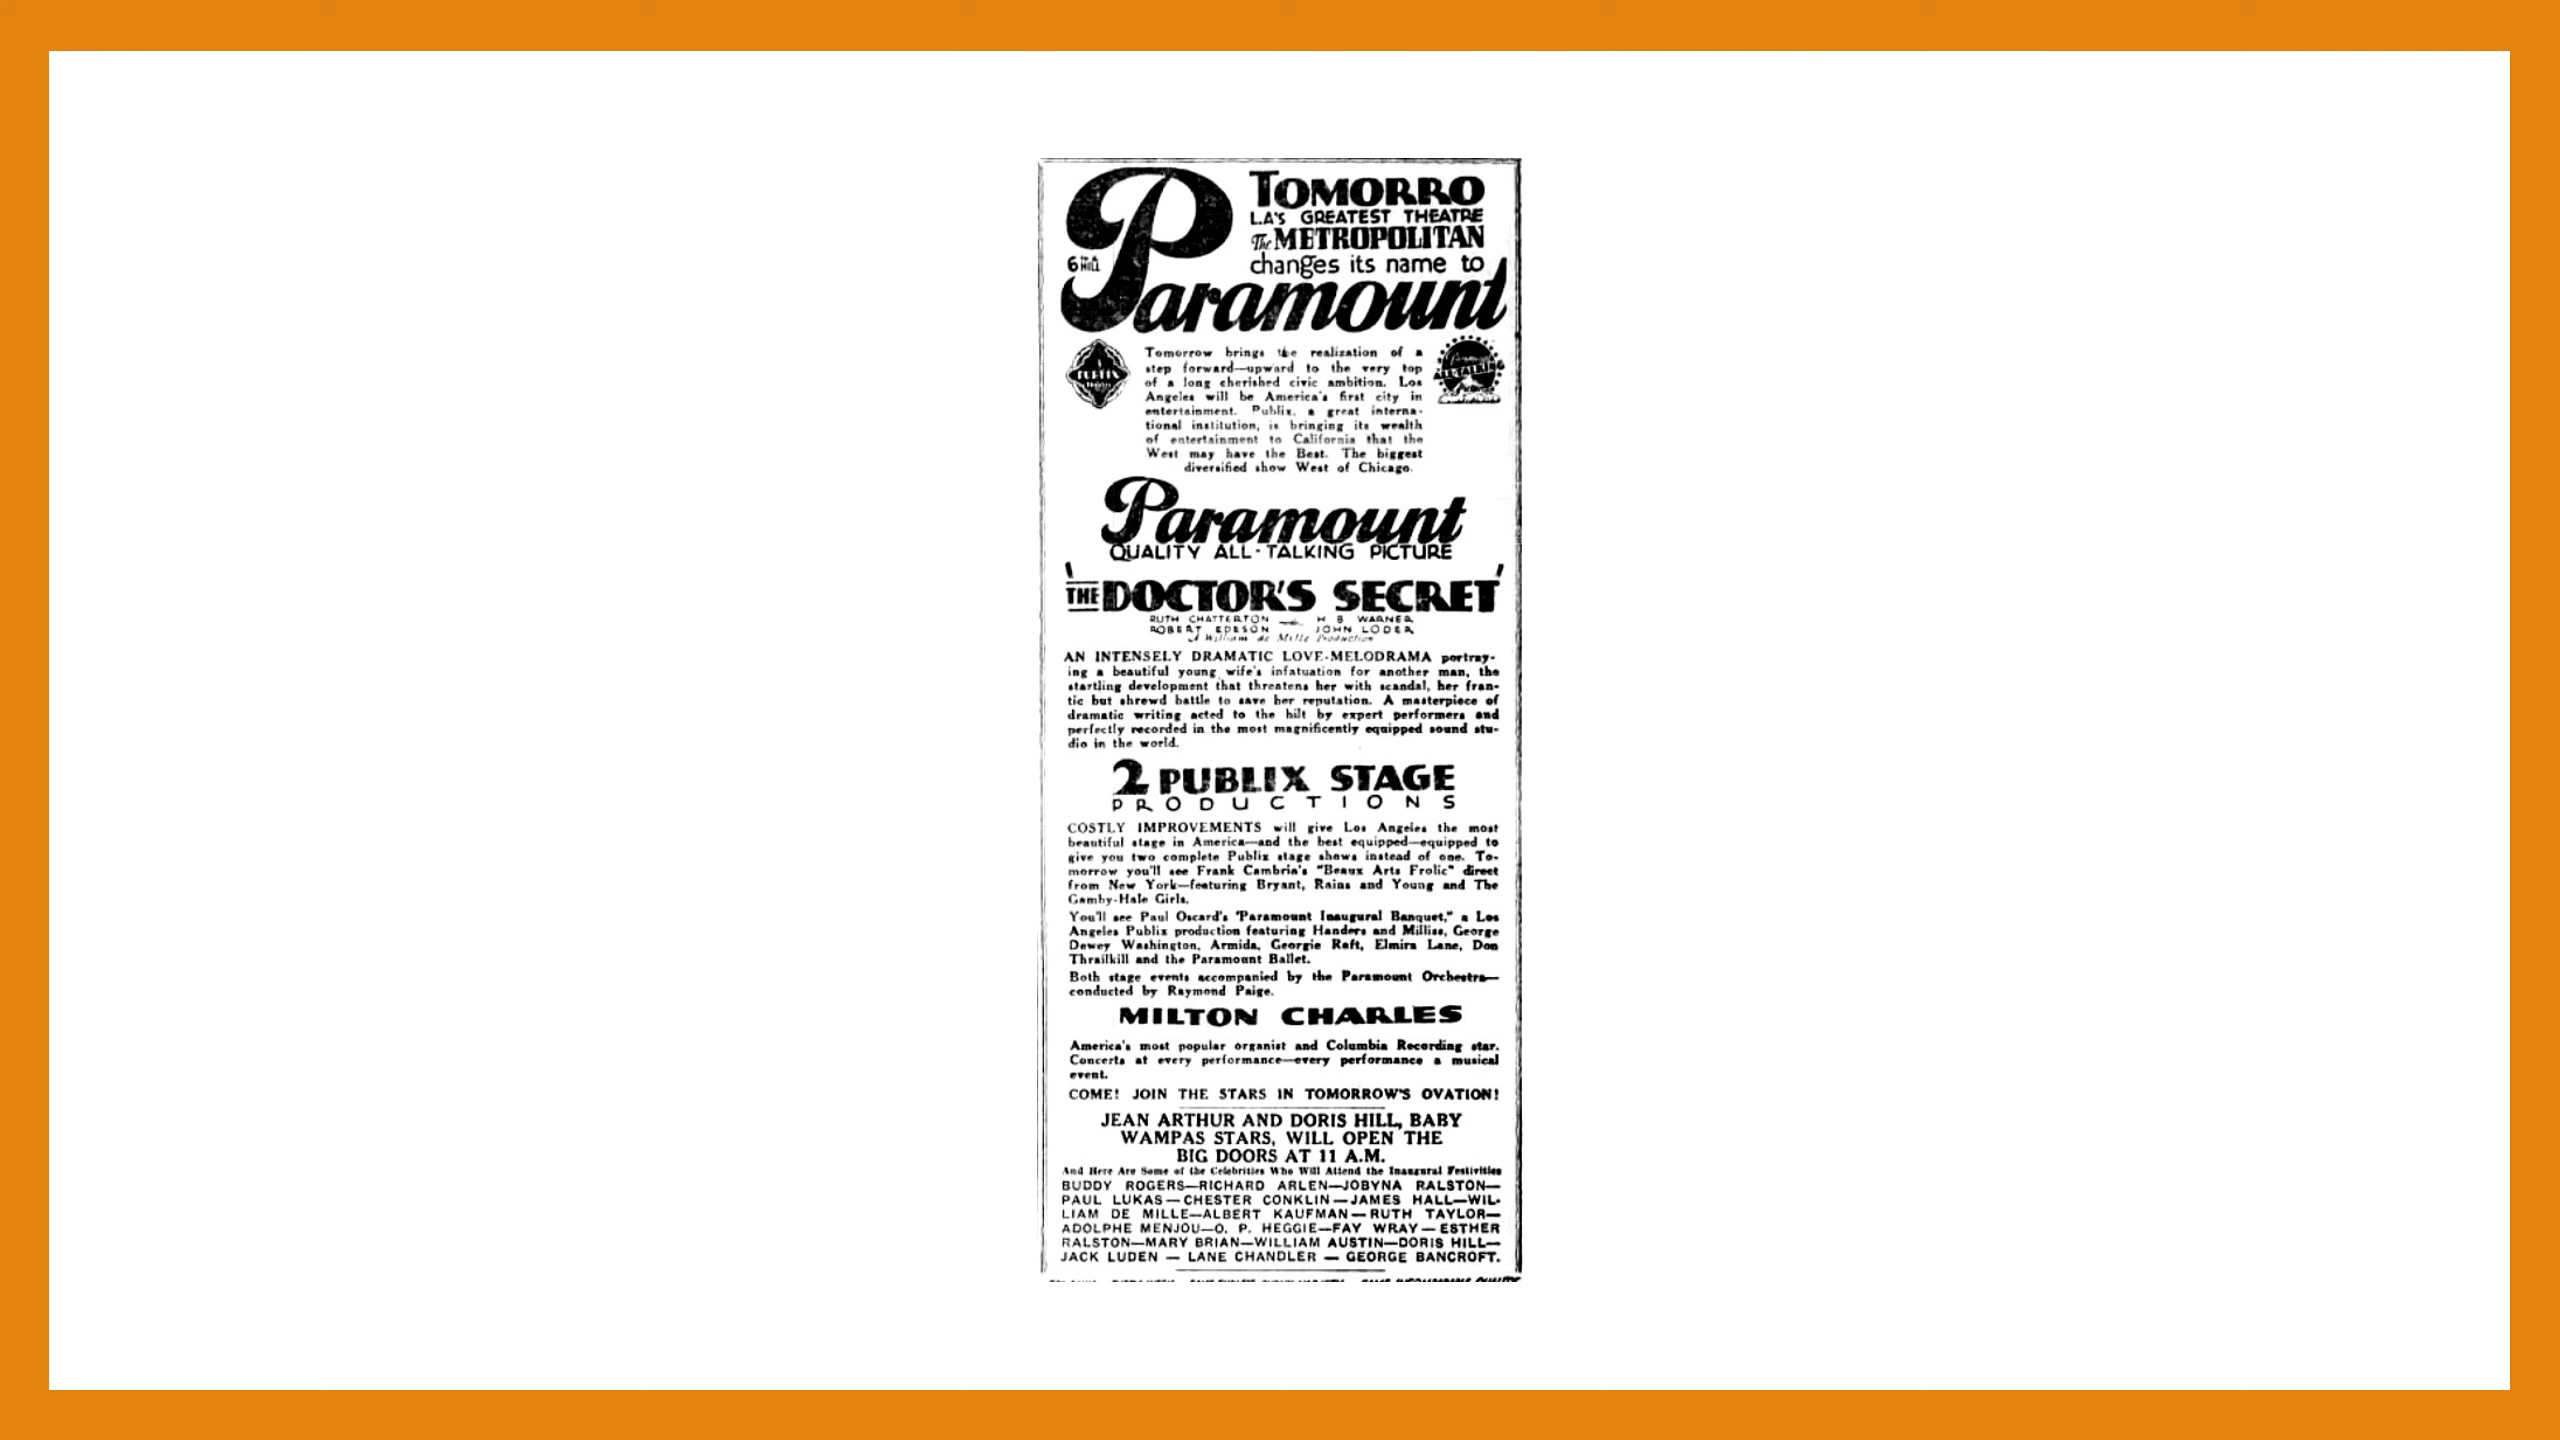 TOMORRO
L.A'S GREATEST THEATRE
The METROPOLITAN
6TH & HILL
changes its name to
Paramount
PUBLIX
Tomorrow brings the realization of a
step forward—upward to the very top
of a long cherished civic ambition. Los
Angeles will be America's first city in
entertainment. Publix, a great interna-
tional institution, is bringing its wealth
of entertainment to California that the
West may have the Best. The biggest
diversified show West of Chicago.
Paramount
ALL-TALKING
Paramount
QUALITY ALL-TALKING PICTURE
"THE DOCTOR'S SECRET"
RUTH CHATTERTON — H B WARNER
ROBERT EDESON JOHN LODER
A William de Mille Production
AN INTENSELY DRAMATIC LOVE-MELODRAMA portray-
ing a beautiful young wife's infatuation for another man, the
startling development that threatens her with scandal, her fran-
tic but shrewd battle to save her reputation. A masterpiece of
dramatic writing acted to the hilt by expert performers and
perfectly recorded in the most magnificently equipped sound stu-
dio in the world.
2 PUBLIX STAGE
PRODUCTIONS
COSTLY IMPROVEMENTS will give Los Angeles the most
beautiful stage in America—and the best equipped—equipped to
give you two complete Publix stage shows instead of one. To-
morrow you'll see Frank Cambria's "Beaux Arts Frolic" direct
from New York—featuring Bryant, Rains and Young and The
Gamby-Hale Girls.
You'll see Paul Oscard's "Paramount Inaugural Banquet," a Los
Angeles Publix production featuring Handers and Milliss, George
Dewey Washington, Armida, Georgie Raft, Elmira Lane, Don
Thrailkill and the Paramount Ballet.
Both stage events accompanied by the Paramount Orchestra—
conducted by Raymond Paige.
MILTON CHARLES
America's most popular organist and Columbia Recording star.
Concerts at every performance—every performance a musical
event.
COME! JOIN THE STARS IN TOMORROW'S OVATION!
JEAN ARTHUR AND DORIS HILL, BABY
WAMPAS STARS, WILL OPEN THE
BIG DOORS AT 11 A.M.
And Here Are Some of the Celebrities Who Will Attend the Inaugural Festivities
BUDDY ROGERS—RICHARD ARLEN—JOBYNA RALSTON—
PAUL LUKAS—CHESTER CONKLIN—JAMES HALL—WIL-
LIAM DE MILLE—ALBERT KAUFMAN—RUTH TAYLOR—
ADOLPHE MENJOU—O. P. HEGGIE—FAY WRAY—ESTHER
RALSTON—MARY BRIAN—WILLIAM AUSTIN—DORIS HILL—
JACK LUDEN — LANE CHANDLER — GEORGE BANCROFT.